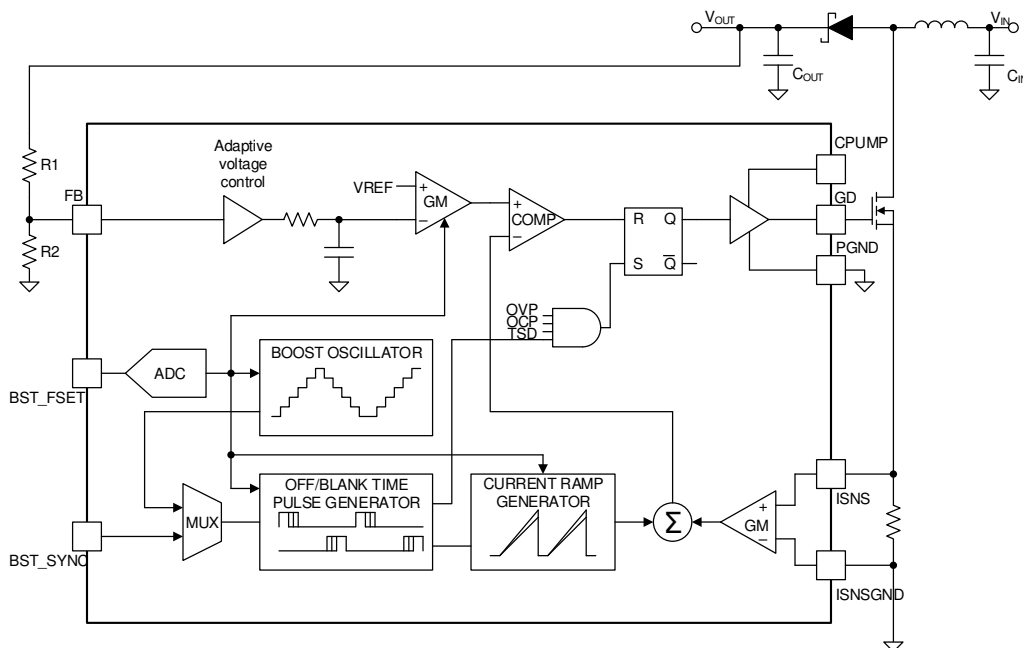 VOUT
VIN
COUT
CIN
CPUMP
Adaptive
voltage
control
R1
FB
VREF
+
GM
−
+
COMP
−
R Q
S Q̅
GD
PGND
R2
OVP
OCP
TSD
BOOST OSCILLATOR
ADC
BST_FSET
OFF/BLANK TIME
PULSE GENERATOR
CURRENT RAMP
GENERATOR
MUX
Σ
+
GM
−
ISNS
BST_SYNC
ISNSGND